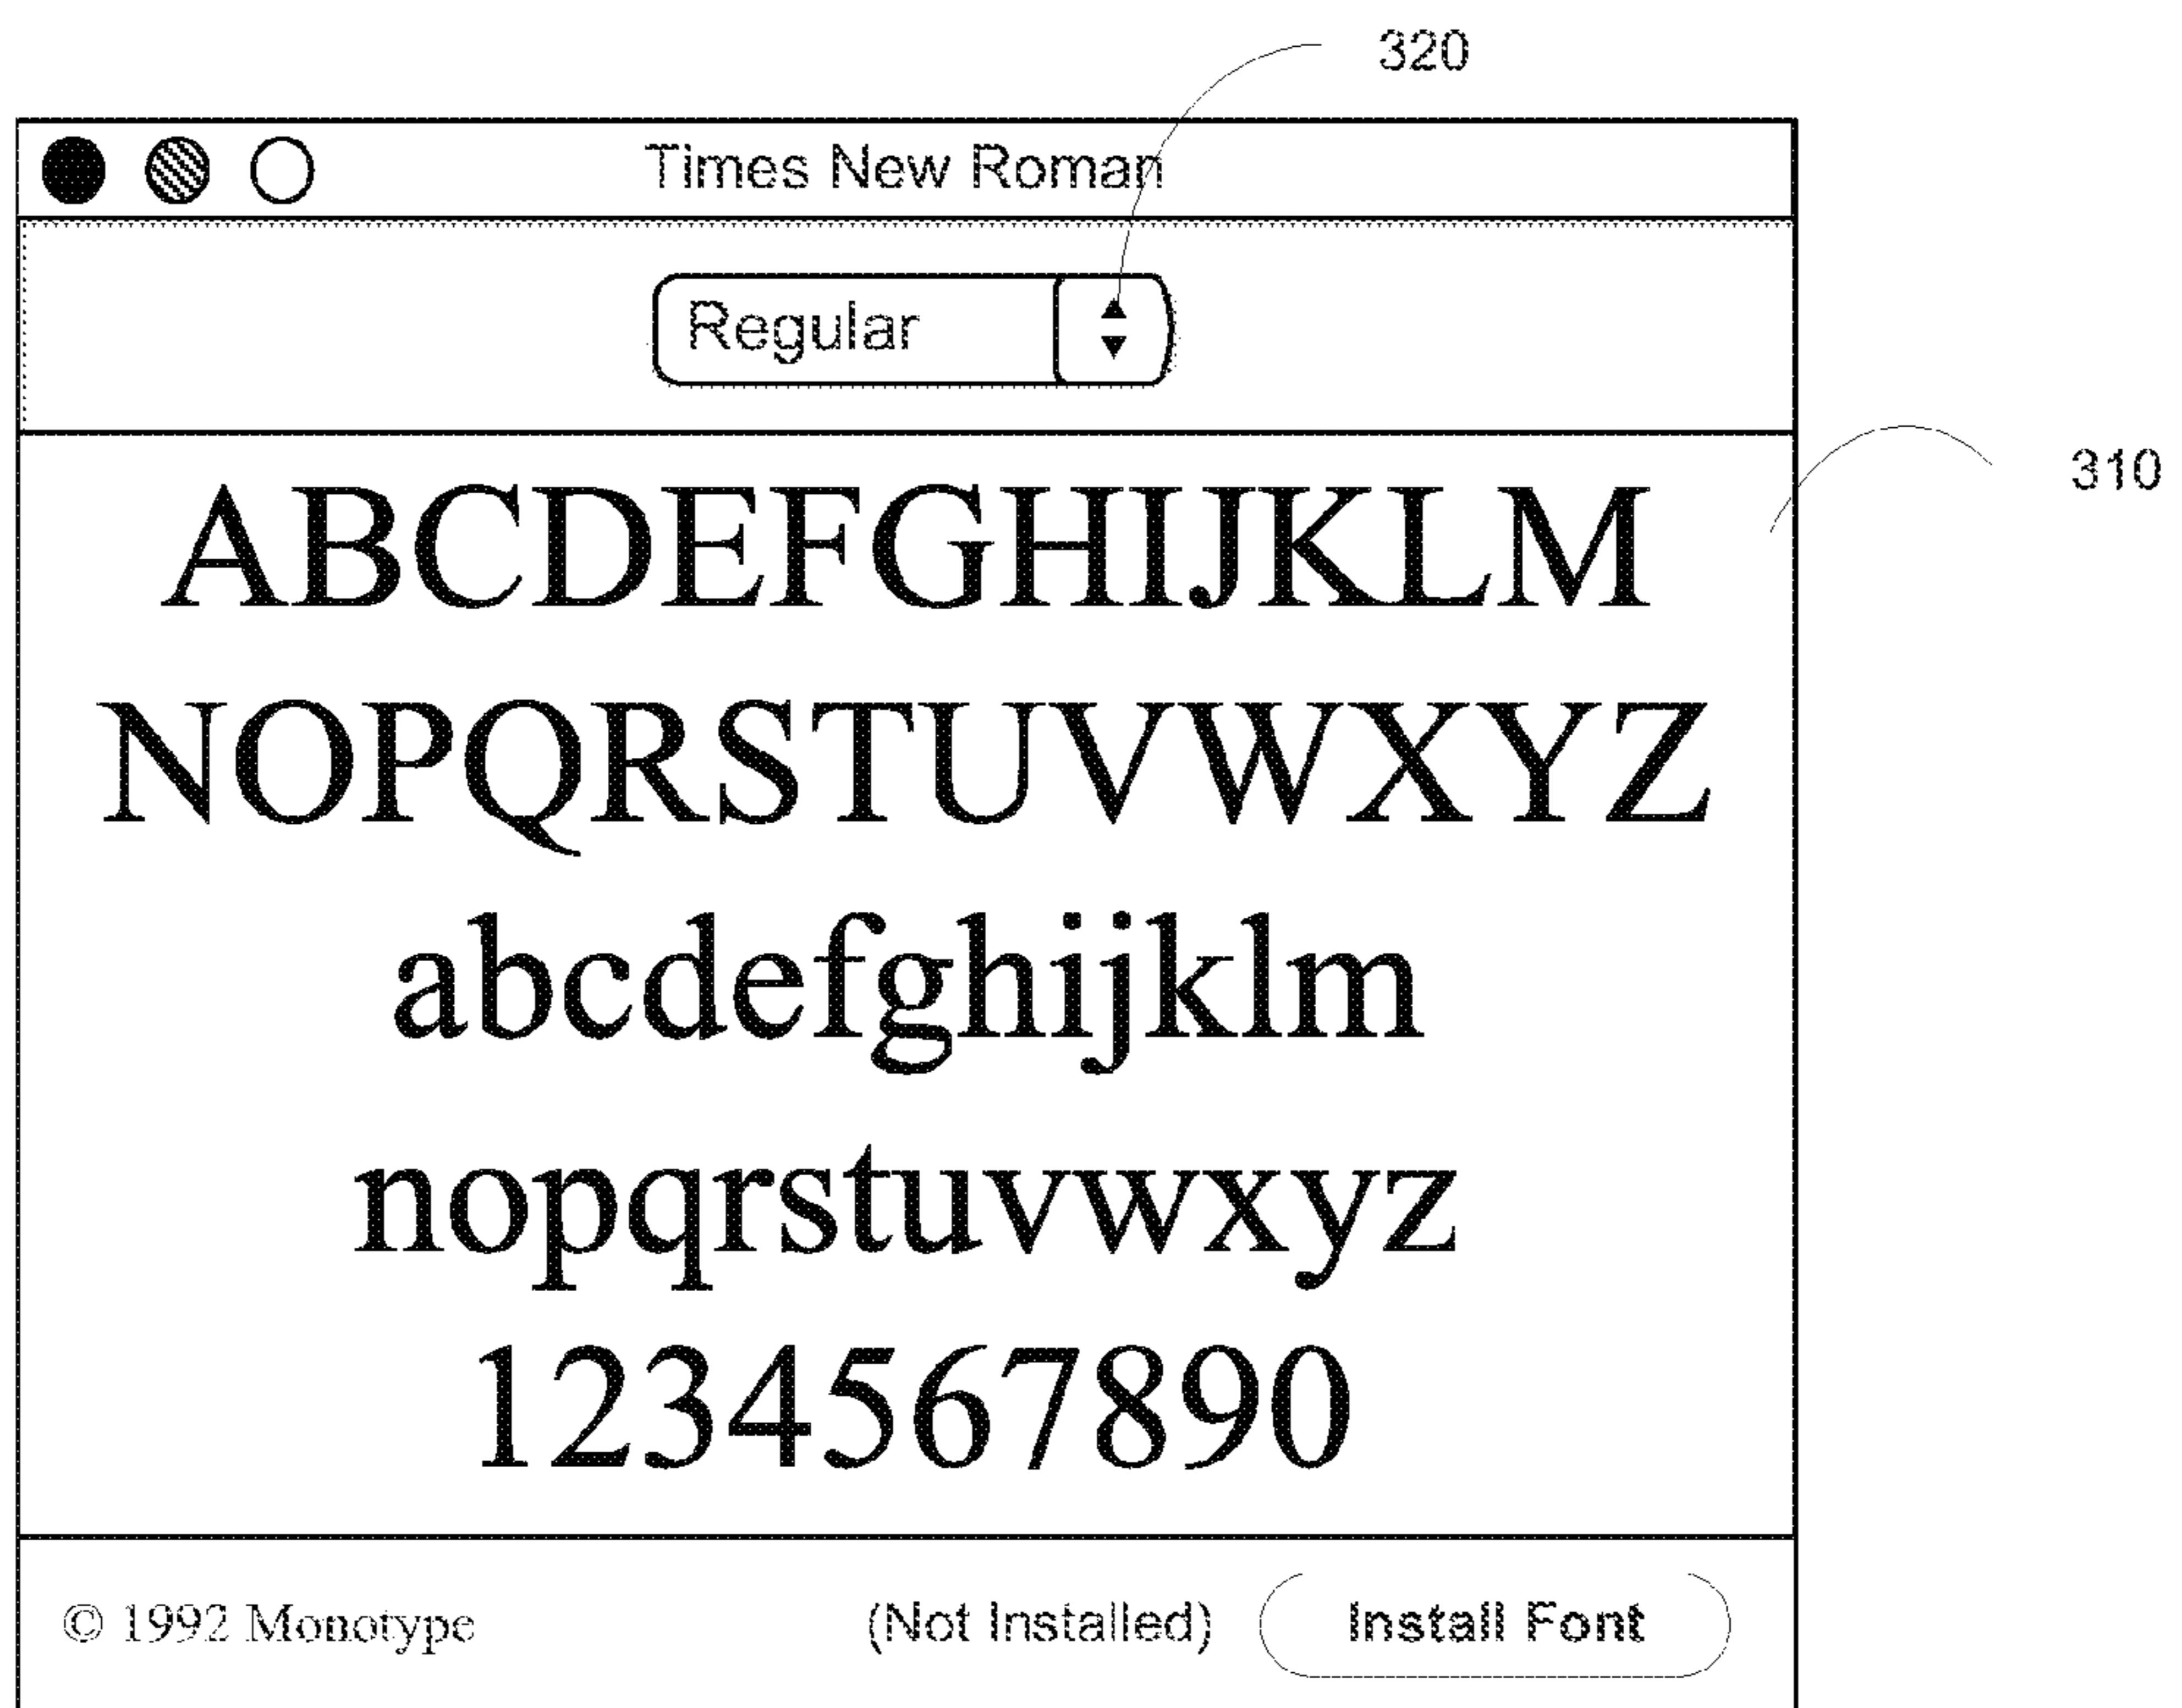 320
Times New Roman
Regular
310
ABCDEFGHIJKLM
NOPQRSTUVWXYZ
abcdefghijklm
nopqrstuvwxyz
1234567890
© 1992 Monotype (Not Installed) Install Font